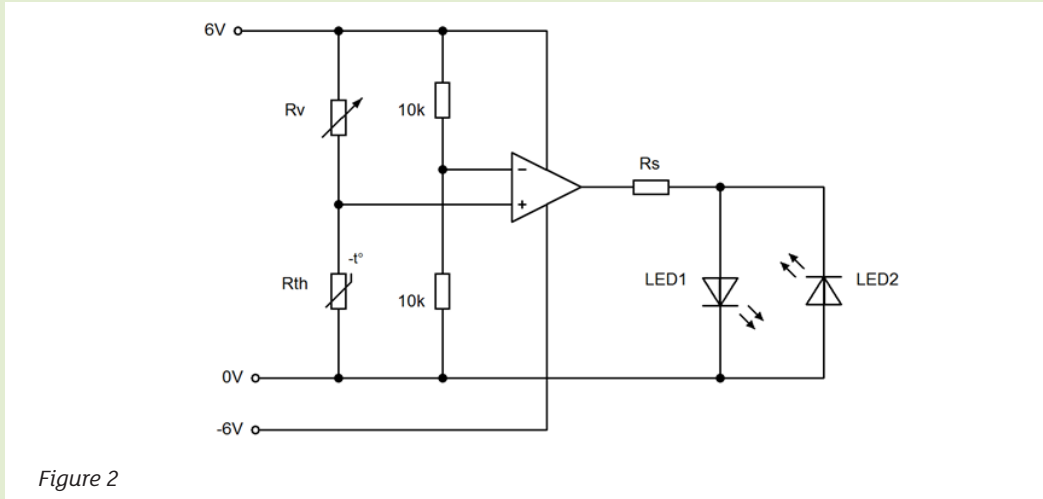 6V
Rv
10k
-
+
Rs
-t°
Rth
10k
LED1
LED2
0V
-6V
Figure 2